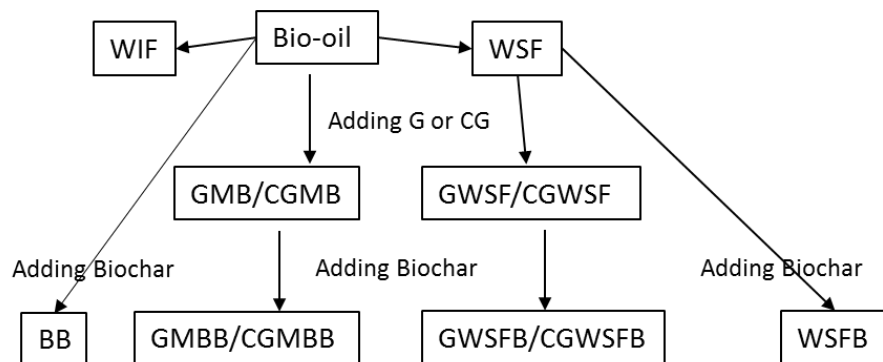 WIF
Bio-oil
WSF
Adding G or CG
GMB/CGMB
GWSF/CGWSF
Adding Biochar
Adding Biochar
Adding Biochar
BB
GMBB/CGMBB
GWSFB/CGWSFB
WSFB